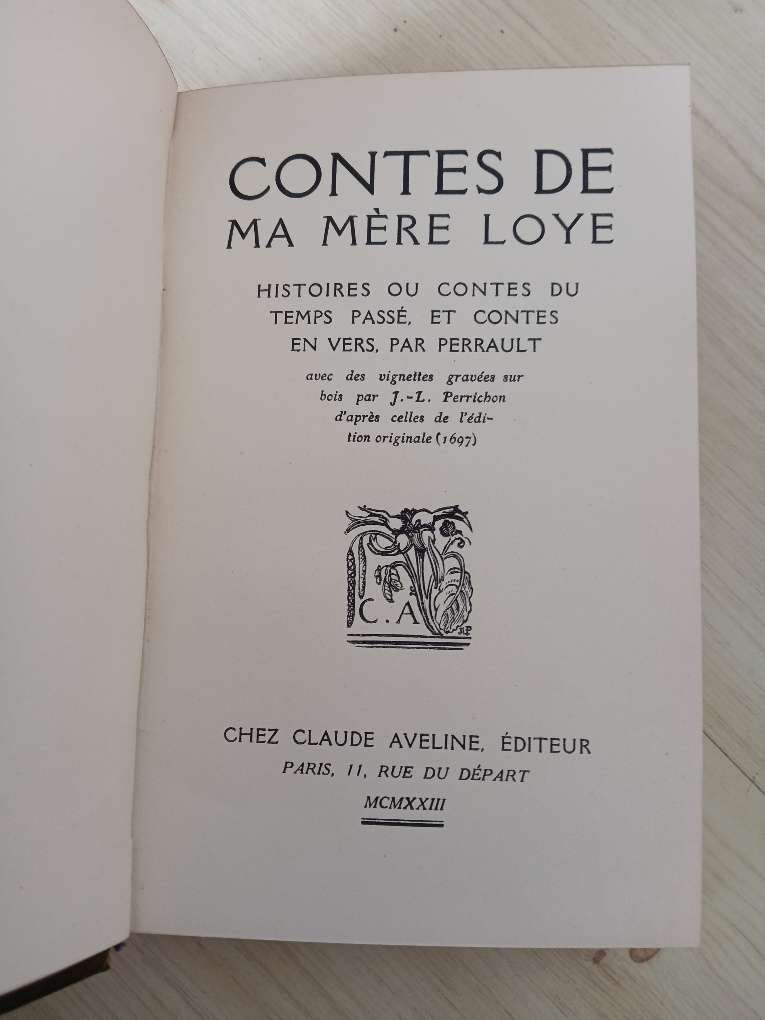 CONTES DE
MA MÈRE LOYE
HISTOIRES OU CONTES DU
TEMPS PASSÉ, ET CONTES
EN VERS, PAR PERRAULT
avec des vignettes gravées sur
bois par J.-L. Perrichon
d'après celles de l'édi-
tion originale (1697)
C. A
CHEZ CLAUDE AVELINE, ÉDITEUR
PARIS, 11, RUE DU DÉPART
MCMXXIII